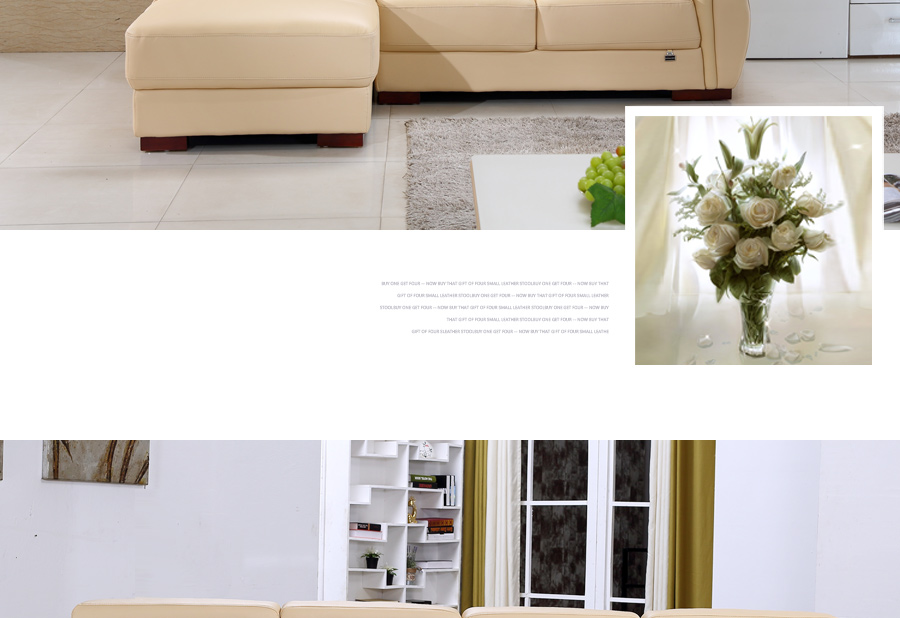 BUY ONE GET FOUR -- HOW BUY THAT GIFT OF FOUR SMALL LEATHER STOOLBUY ONE GET FOUR -- HOW BUY THAT
GIFT OF FOUR SMALL LEATHER STOOLBUY ONE GET FOUR -- HOW BUY THAT GIFT OF FOUR SMALL LEATHER
STOOLBUY ONE GET FOUR -- HOW BUY THAT GIFT OF FOUR SMALL LEATHER STOOLBUY ONE GET FOUR -- HOW BUY
THAT GIFT OF FOUR SMALL LEATHER STOOLBUY ONE GET FOUR -- HOW BUY THAT
GIFT OF FOUR SLEATHER STOOLBUY ONE GET FOUR -- HOW BUY THAT GIFT OF FOUR SMALL LEATHE